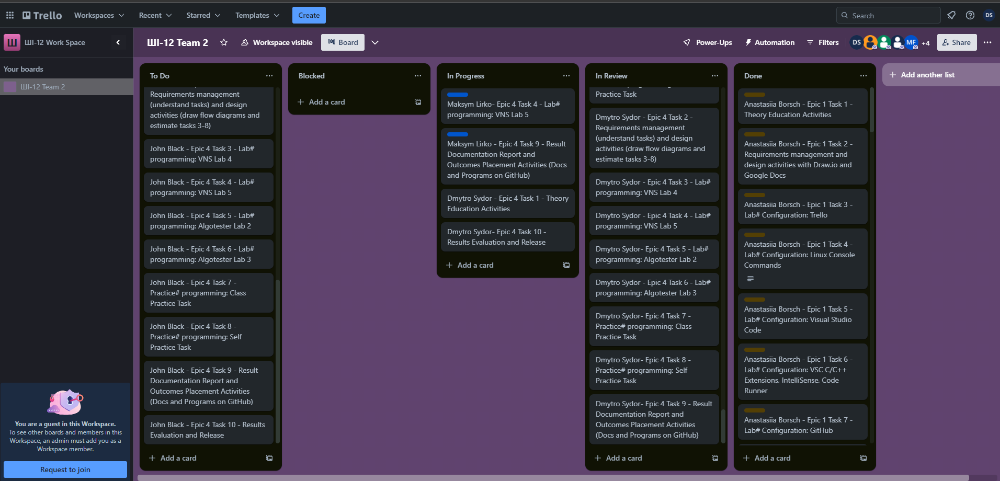 Trello
Workspaces
Recent
Starred
Templates
Create
Search
DS
Ш
ШІ-12 Work Space
ШІ-12 Team 2
Workspace visible
Board
Power-Ups
Automation
Filters
DS
MF
+4
Share
Your boards
ШІ-12 Team 2
You are a guest in this Workspace.
To see other boards and members in this
Workspace, an admin must add you as a
Workspace member.
Request to join
To Do
Requirements management
(understand tasks) and design
activities (draw flow diagrams and
estimate tasks 3-8)
John Black - Epic 4 Task 3 - Lab#
programming: VNS Lab 4
John Black - Epic 4 Task 4 - Lab#
programming: VNS Lab 5
John Black - Epic 4 Task 5 - Lab#
programming: Algotester Lab 2
John Black - Epic 4 Task 6 - Lab#
programming: Algotester Lab 3
John Black - Epic 4 Task 7 -
Practice# programming: Class
Practice Task
John Black - Epic 4 Task 8 -
Practice# programming: Self
Practice Task
John Black - Epic 4 Task 9 - Result
Documentation Report and
Outcomes Placement Activities
(Docs and Programs on GitHub)
John Black - Epic 4 Task 10 - Results
Evaluation and Release
Add a card
Blocked
Add a card
In Progress
Maksym Lirko- Epic 4 Task 4 - Lab#
programming: VNS Lab 5
Maksym Lirko - Epic 4 Task 9 - Result
Documentation Report and
Outcomes Placement Activities (Docs
and Programs on GitHub)
Dmytro Sydor - Epic 4 Task 1 - Theory
Education Activities
Dmytro Sydor- Epic 4 Task 10 -
Results Evaluation and Release
Add a card
In Review
Practice Task
Dmytro Sydor - Epic 4 Task 2 -
Requirements management
(understand tasks) and design
activities (draw flow diagrams and
estimate tasks 3-8)
Dmytro Sydor - Epic 4 Task 3 - Lab#
programming: VNS Lab 4
Dmytro Sydor - Epic 4 Task 4 - Lab#
programming: VNS Lab 5
Dmytro Sydor- Epic 4 Task 5 - Lab#
programming: Algotester Lab 2
Dmytro Sydor - Epic 4 Task 6 - Lab#
programming: Algotester Lab 3
Dmytro Sydor- Epic 4 Task 7 -
Practice# programming: Class
Practice Task
Dmytro Sydor- Epic 4 Task 8 -
Practice# programming: Self
Practice Task
Dmytro Sydor- Epic 4 Task 9 - Result
Documentation Report and
Outcomes Placement Activities
(Docs and Programs on GitHub)
Add a card
Done
Anastasiia Borsch - Epic 1 Task 1 -
Theory Education Activities
Anastasiia Borsch - Epic 1 Task 2 -
Requirements management and
design activities with Draw.io and
Google Docs
Anastasiia Borsch - Epic 1 Task 3 -
Lab# Configuration: Trello
Anastasiia Borsch - Epic 1 Task 4 -
Lab# Configuration: Linux Console
Commands
Anastasiia Borsch - Epic 1 Task 5 -
Lab# Configuration: Visual Studio
Code
Anastasiia Borsch - Epic 1 Task 6 -
Lab# Configuration: VSC C/C++
Extensions, IntelliSense, Code
Runner
Anastasiia Borsch - Epic 1 Task 7 -
Lab# Configuration: GitHub
Add a card
Add another list